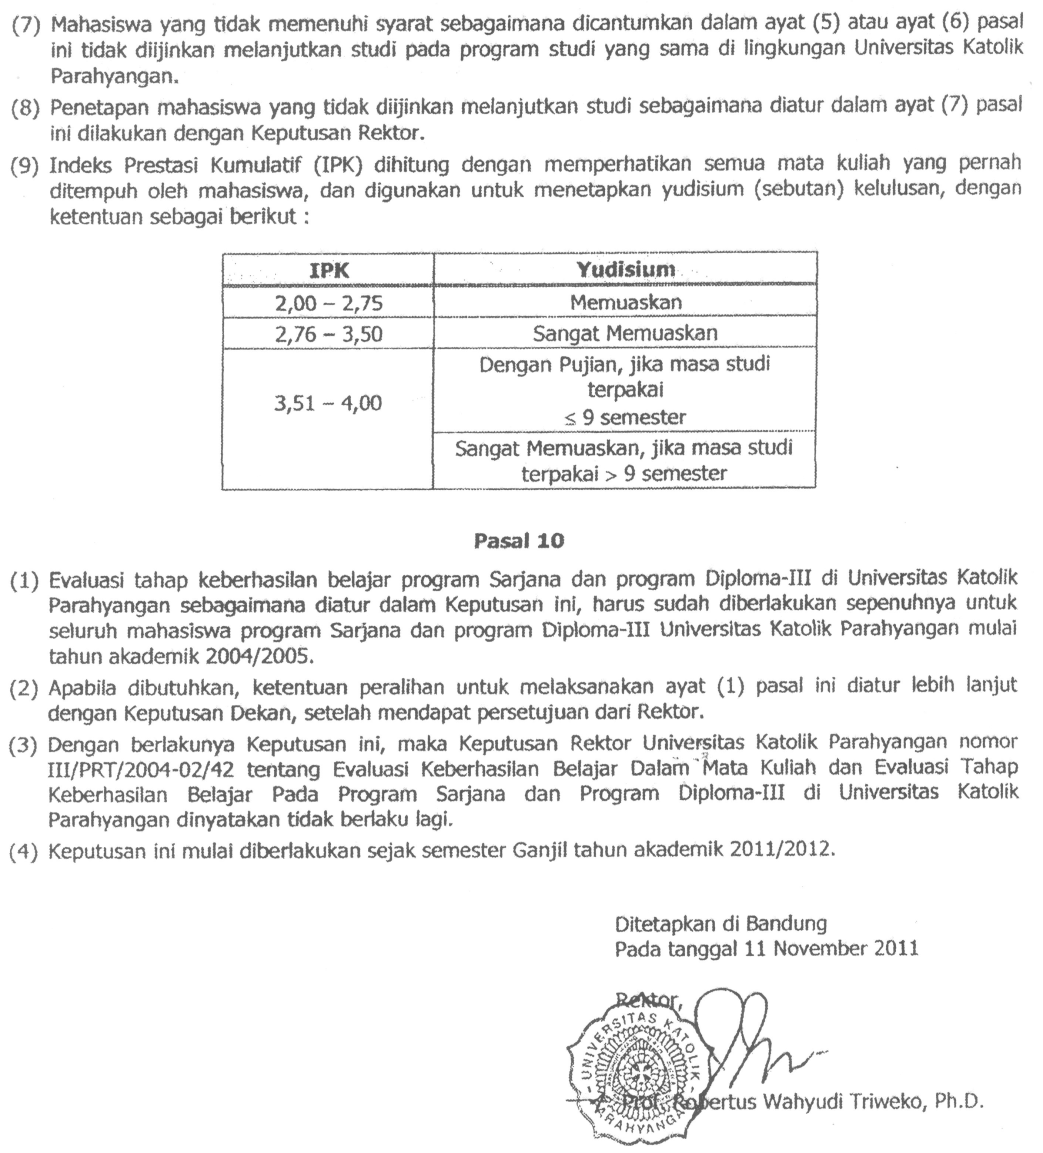 (7) Mahasiswa yang tidak memenuhi syarat sebagaimana dicantumkan dalam ayat (5) atau ayat (6) pasal
ini tidak diijinkan melanjutkan studi pada program studi yang sama di lingkungan Universitas Katolik
Parahyangan.
(8) Penetapan mahasiswa yang tidak diijinkan melanjutkan studi sebagaimana diatur dalam ayat (7) pasal
ini dilakukan dengan Keputusan Rektor.
(9) Indeks Prestasi Kumulatif (IPK) dihitung dengan memperhatikan semua mata kuliah yang pernah
ditempuh oleh mahasiswa, dan digunakan untuk menetapkan yudisium (sebutan) kelulusan, dengan
ketentuan sebagai berikut :
IPK Yudisium
2,00 – 2,75 Memuaskan
2,76 – 3,50 Sangat Memuaskan
3,51 – 4,00
Dengan Pujian, jika masa studi
terpakai
≤ 9 semester
Sangat Memuaskan, jika masa studi
terpakai > 9 semester
Pasal 10
(1) Evaluasi tahap keberhasilan belajar program Sarjana dan program Diploma-III di Universitas Katolik
Parahyangan sebagaimana diatur dalam Keputusan ini, harus sudah diberlakukan sepenuhnya untuk
seluruh mahasiswa program Sarjana dan program Diploma-III Universitas Katolik Parahyangan mulai
tahun akademik 2004/2005.
(2) Apabila dibutuhkan, ketentuan peralihan untuk melaksanakan ayat (1) pasal ini diatur lebih lanjut
dengan Keputusan Dekan, setelah mendapat persetujuan dari Rektor.
(3) Dengan berlakunya Keputusan ini, maka Keputusan Rektor Universitas Katolik Parahyangan nomor
III/PRT/2004-02/42 tentang Evaluasi Keberhasilan Belajar Dalam Mata Kuliah dan Evaluasi Tahap
Keberhasilan Belajar Pada Program Sarjana dan Program Diploma-III di Universitas Katolik
Parahyangan dinyatakan tidak berlaku lagi.
(4) Keputusan ini mulai diberlakukan sejak semester Ganjil tahun akademik 2011/2012.
Ditetapkan di Bandung
Pada tanggal 11 November 2011
Rektor,
UNIVERSITAS KATOLIK
PARAHYANGAN
Prof. Robertus Wahyudi Triweko, Ph.D.